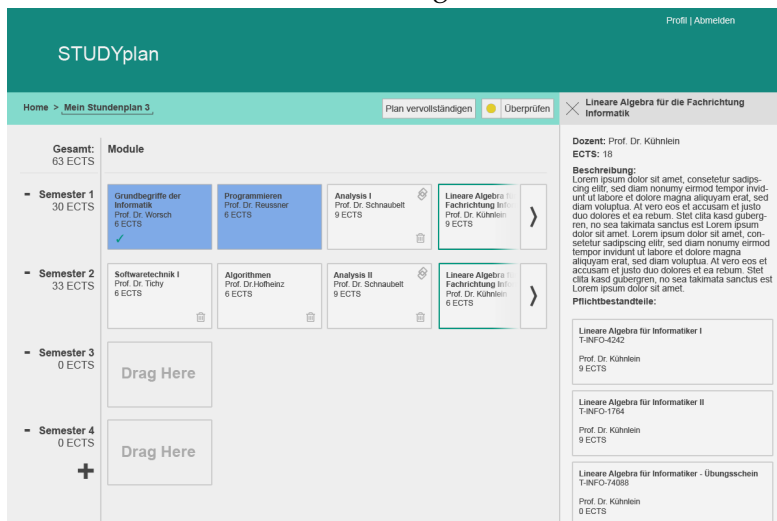 Profil | Abmelden
STUDYplan
Home > Mein Stundenplan 3
Plan vervollständigen
Überprüfen
Gesamt:
63 ECTS
Module
- Semester 1
30 ECTS
Grundbegriffe der
Informatik
Prof. Dr. Worsch
6 ECTS
Programmieren
Prof. Dr. Reussner
6 ECTS
Analysis I
Prof. Dr. Schnaubelt
9 ECTS
Lineare Algebra
Fachrichtung
Prof. Dr. Kühnlein
9 ECTS
- Semester 2
33 ECTS
Softwaretechnik I
Prof. Dr. Tichy
6 ECTS
Algorithmen
Prof. Dr.Hofheinz
6 ECTS
Analysis II
Prof. Dr. Schnaubelt
9 ECTS
Lineare Algebra
Fachrichtung
Prof. Dr. Kühnlein
6 ECTS
- Semester 3
0 ECTS
Drag Here
- Semester 4
0 ECTS
Drag Here
+
Lineare Algebra für die Fachrichtung
Informatik
Dozent: Prof. Dr. Kühnlein
ECTS: 18
Beschreibung:
Lorem ipsum dolor sit amet, consetetur sadips-
cing elitr, sed diam nonumy eirmod tempor invid-
unt ut labore et dolore magna aliquyam erat, sed
diam voluptua. At vero eos et accusam et justo
duo dolores et ea rebum. Stet clita kasd guberg-
ren, no sea takimata sanctus est Lorem ipsum
dolor sit amet. Lorem ipsum dolor sit amet, con-
setetur sadipscing elitr, sed diam nonumy eirmod
tempor invidunt ut labore et dolore magna
aliquyam erat, sed diam voluptua. At vero eos et
accusam et justo duo dolores et ea rebum. Stet
clita kasd gubergren, no sea takimata sanctus est
Lorem ipsum dolor sit amet.
Pflichtbestandteile:
Lineare Algebra für Informatiker I
T-INFO-4242
Prof. Dr. Kühnlein
9 ECTS
Lineare Algebra für Informatiker II
T-INFO-1764
Prof. Dr. Kühnlein
9 ECTS
Lineare Algebra für Informatiker - Übungsschein
T-INFO-74088
Prof. Dr. Kühnlein
0 ECTS